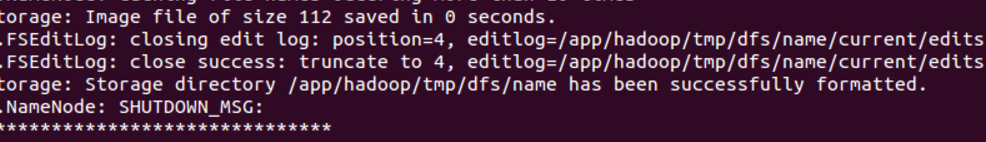 torage: Image file of size 112 saved in 0 seconds.
.FSEditLog: closing edit log: position=4, editlog=/app/hadoop/tmp/dfs/name/current/edits
.FSEditLog: close success: truncate to 4, editlog=/app/hadoop/tmp/dfs/name/current/edits
torage: Storage directory /app/hadoop/tmp/dfs/name has been successfully formatted.
.NameNode: SHUTDOWN_MSG:
*******************************